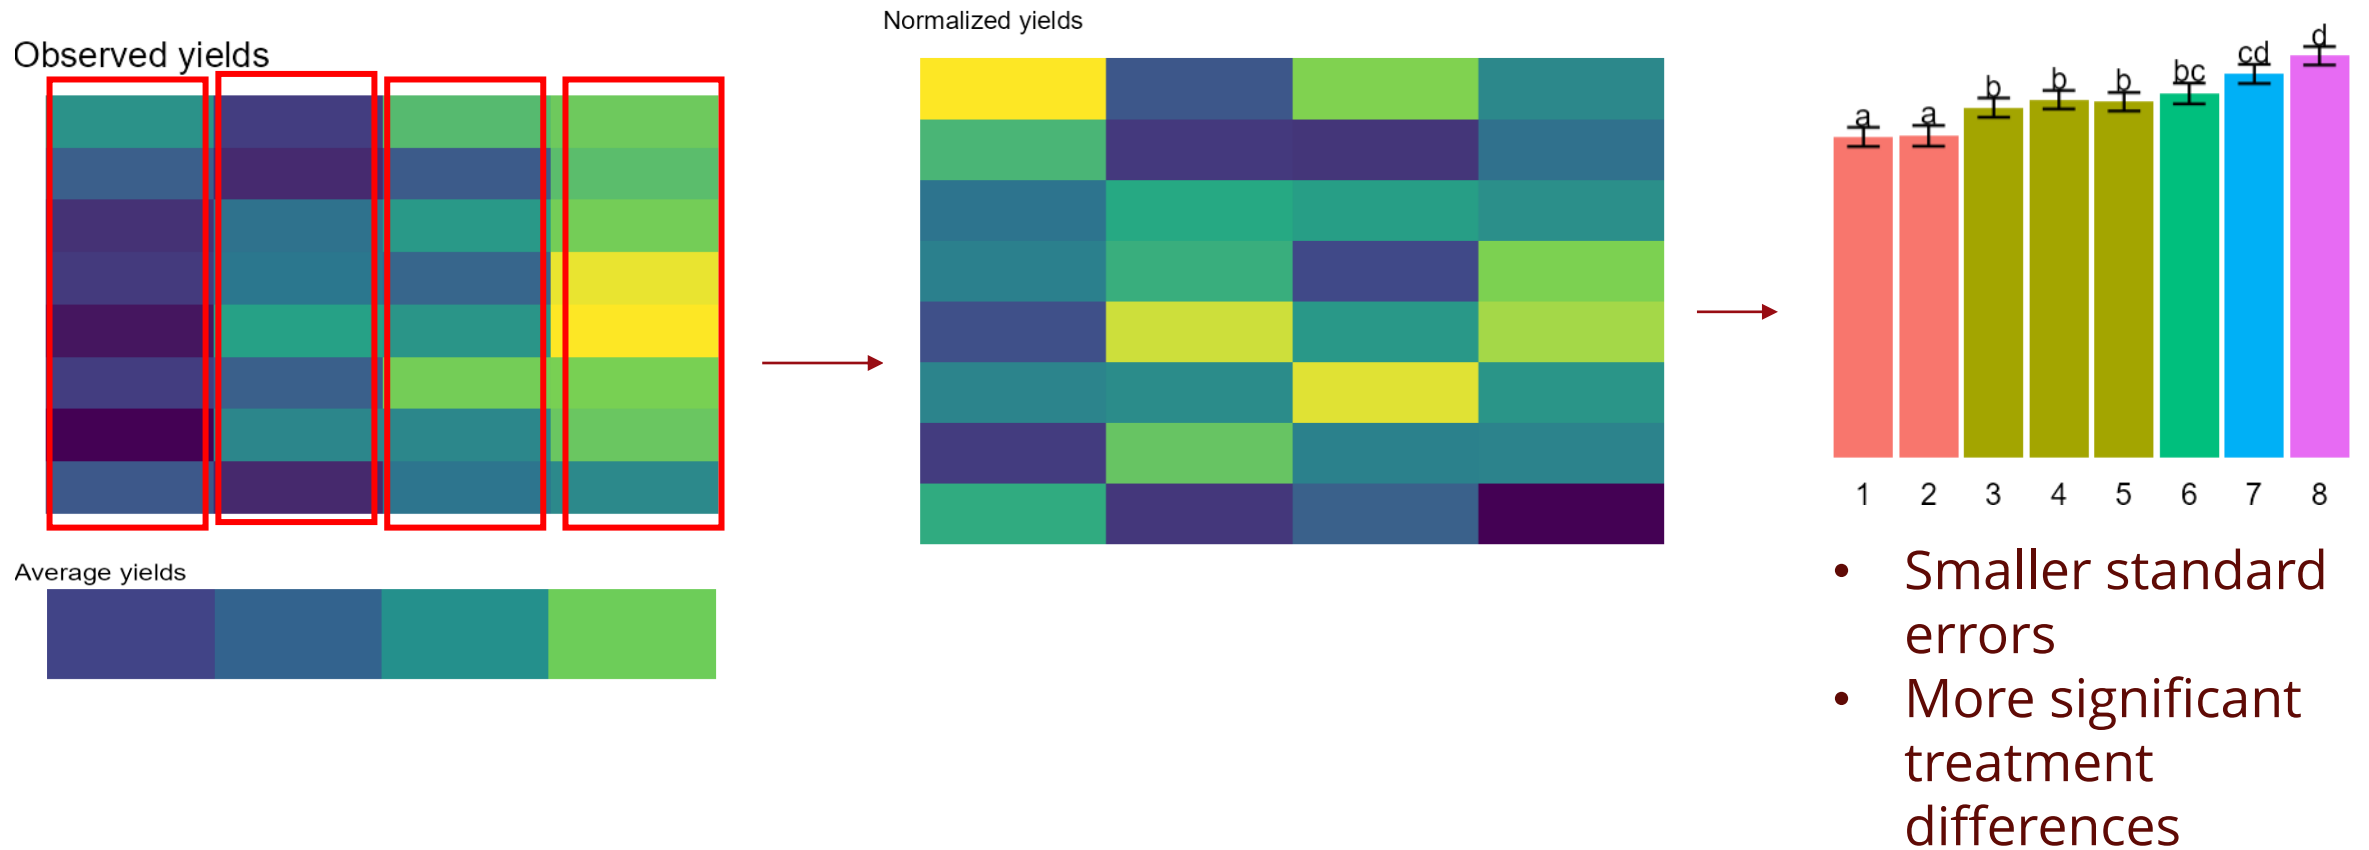 Observed yields
Average yields
Normalized yields
a a b b b bc cd d
1 2 3 4 5 6 7 8
• Smaller standard
errors
• More significant
treatment
differences